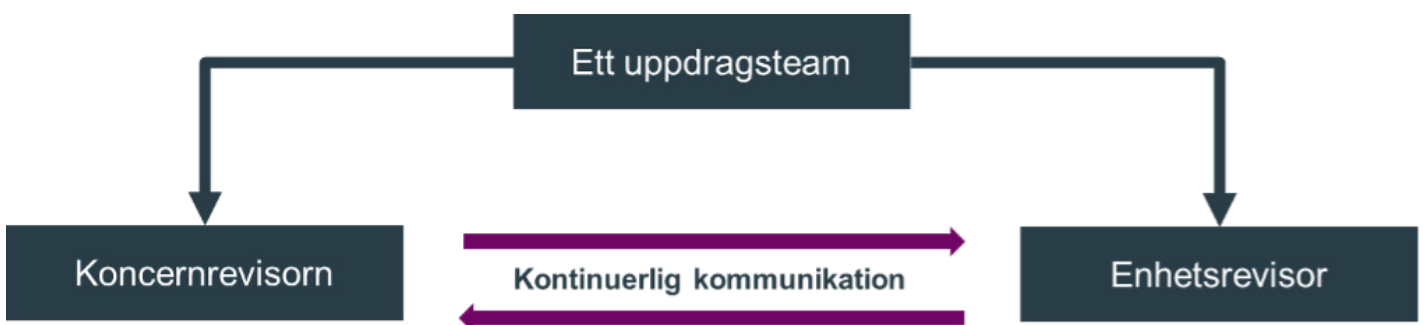 Ett uppdragsteam
Koncernrevisorn
Kontinuerlig kommunikation
Enhetsrevisor